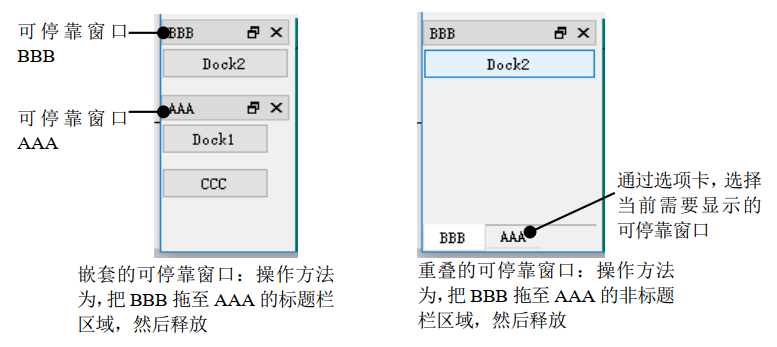 可停靠窗口
BBB
BBB
Dock2
可停靠窗口
AAA
AAA
Dock1
CCC
嵌套的可停靠窗口：操作方法
为，把 BBB 拖至 AAA 的标题栏
区域，然后释放
BBB
Dock2
通过选项卡，选择
当前需要显示的
可停靠窗口
BBB
AAA
重叠的可停靠窗口：操作方法
为，把 BBB 拖至 AAA 的非标题
栏区域，然后释放